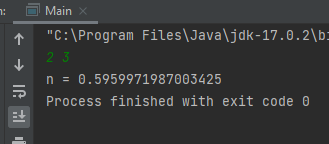 n:
Main ×
"C:\Program Files\Java\jdk-17.0.2\bi
2 3
n = 0.5959971987003425
Process finished with exit code 0